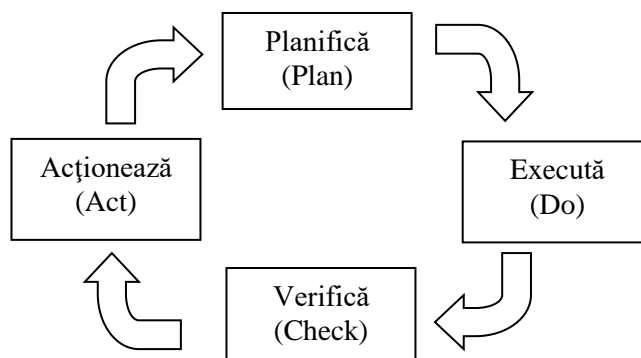 Planifică
(Plan)
Execută
(Do)
Verifică
(Check)
Acţionează
(Act)